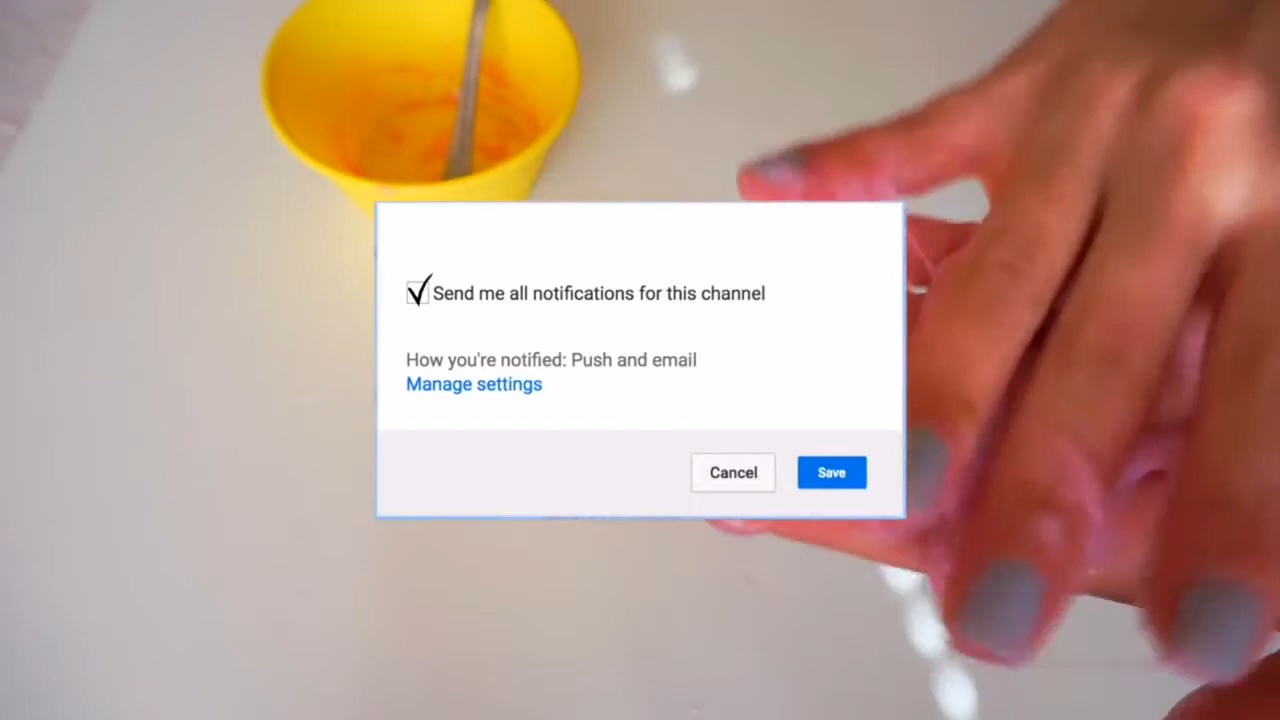 Send me all notifications for this channel
How you're notified: Push and email
Manage settings
Cancel
Save